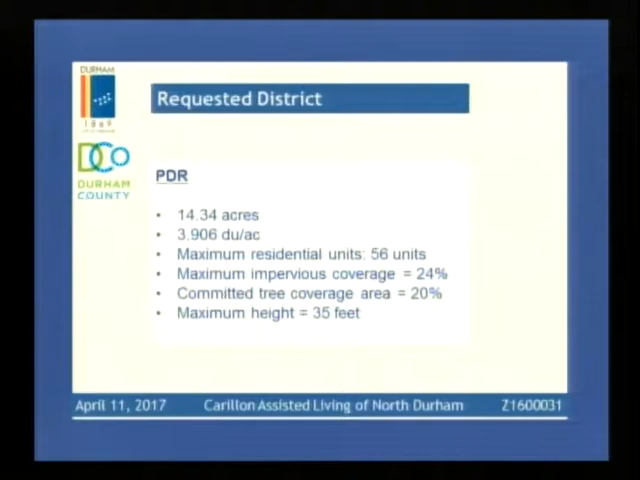 DURHAM
1869
DCo
DURHAM
COUNTY
Requested District
PDR
• 14.34 acres
• 3.906 du/ac
• Maximum residential units: 56 units
• Maximum impervious coverage = 24%
• Committed tree coverage area = 20%
• Maximum height = 35 feet
April 11, 2017 Carillon Assisted Living of North Durham Z1600031